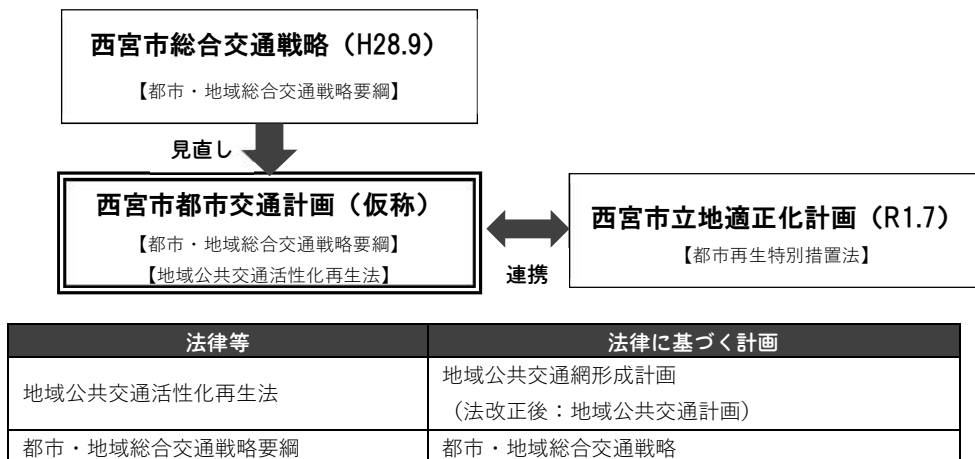 西宮市総合交通戦略（H28.9）
【都市・地域総合交通戦略要綱】
見直し
西宮市都市交通計画（仮称）
【都市・地域総合交通戦略要綱】
【地域公共交通活性化再生法】
連携
西宮市立地適正化計画（R1.7）
【都市再生特別措置法】
法律等
法律に基づく計画
地域公共交通活性化再生法
地域公共交通網形成計画
（法改正後：地域公共交通計画）
都市・地域総合交通戦略要綱
都市・地域総合交通戦略